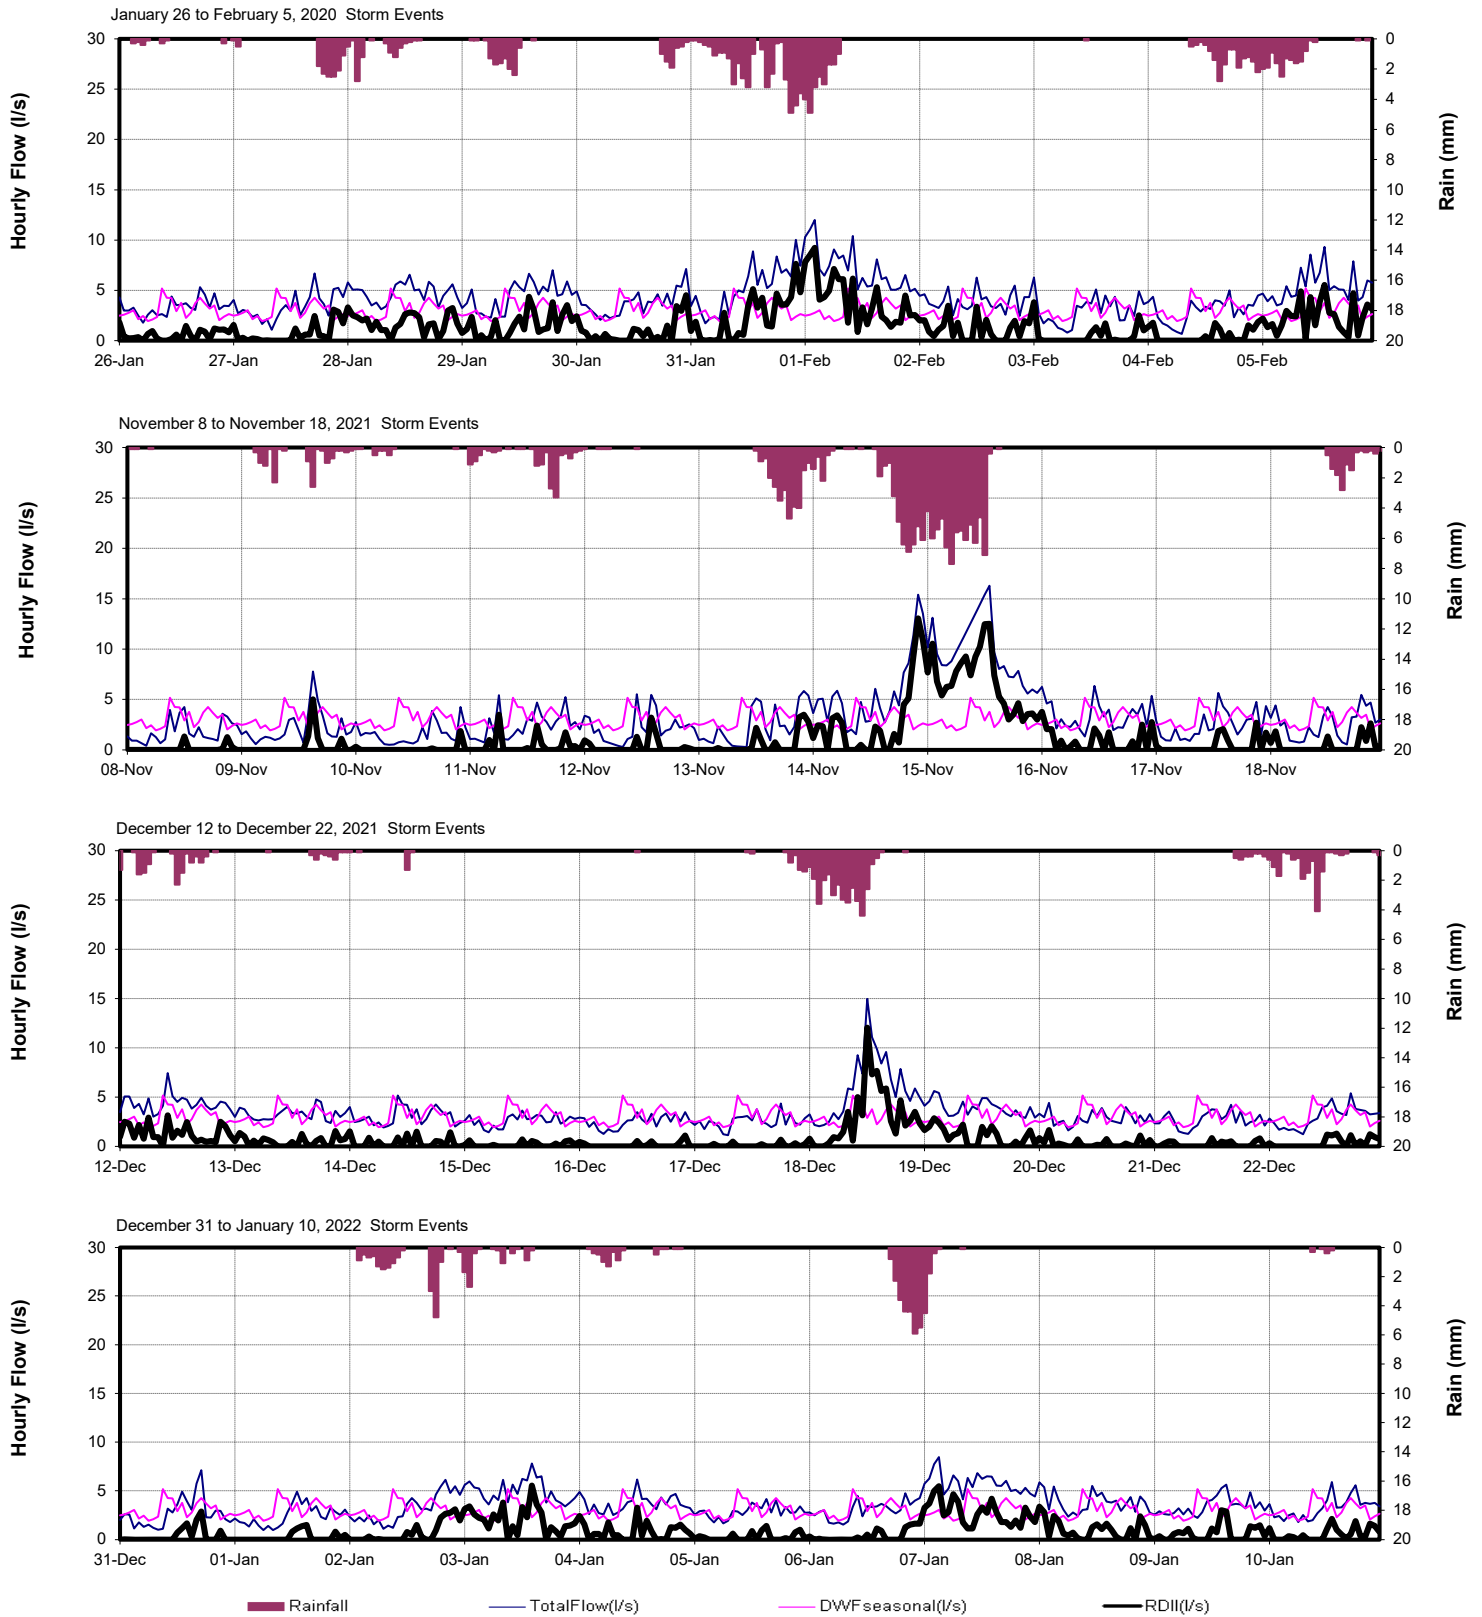 January 26 to February 5, 2020 Storm Events
30 25 20 15 10 5 0
Hourly Flow (l/s)
0 2 4 6 8 10 12 14 16 18 20
Rain (mm)
26-Jan 27-Jan 28-Jan 29-Jan 30-Jan 31-Jan 01-Feb 02-Feb 03-Feb 04-Feb 05-Feb
November 8 to November 18, 2021 Storm Events
30 25 20 15 10 5 0
Hourly Flow (l/s)
0 2 4 6 8 10 12 14 16 18 20
Rain (mm)
08-Nov 09-Nov 10-Nov 11-Nov 12-Nov 13-Nov 14-Nov 15-Nov 16-Nov 17-Nov 18-Nov
December 12 to December 22, 2021 Storm Events
30 25 20 15 10 5 0
Hourly Flow (l/s)
0 2 4 6 8 10 12 14 16 18 20
Rain (mm)
12-Dec 13-Dec 14-Dec 15-Dec 16-Dec 17-Dec 18-Dec 19-Dec 20-Dec 21-Dec 22-Dec
December 31 to January 10, 2022 Storm Events
30 25 20 15 10 5 0
Hourly Flow (l/s)
0 2 4 6 8 10 12 14 16 18 20
Rain (mm)
31-Dec 01-Jan 02-Jan 03-Jan 04-Jan 05-Jan 06-Jan 07-Jan 08-Jan 09-Jan 10-Jan
Rainfall TotalFlow(l/s) DWFseasonal(l/s) RDII(l/s)